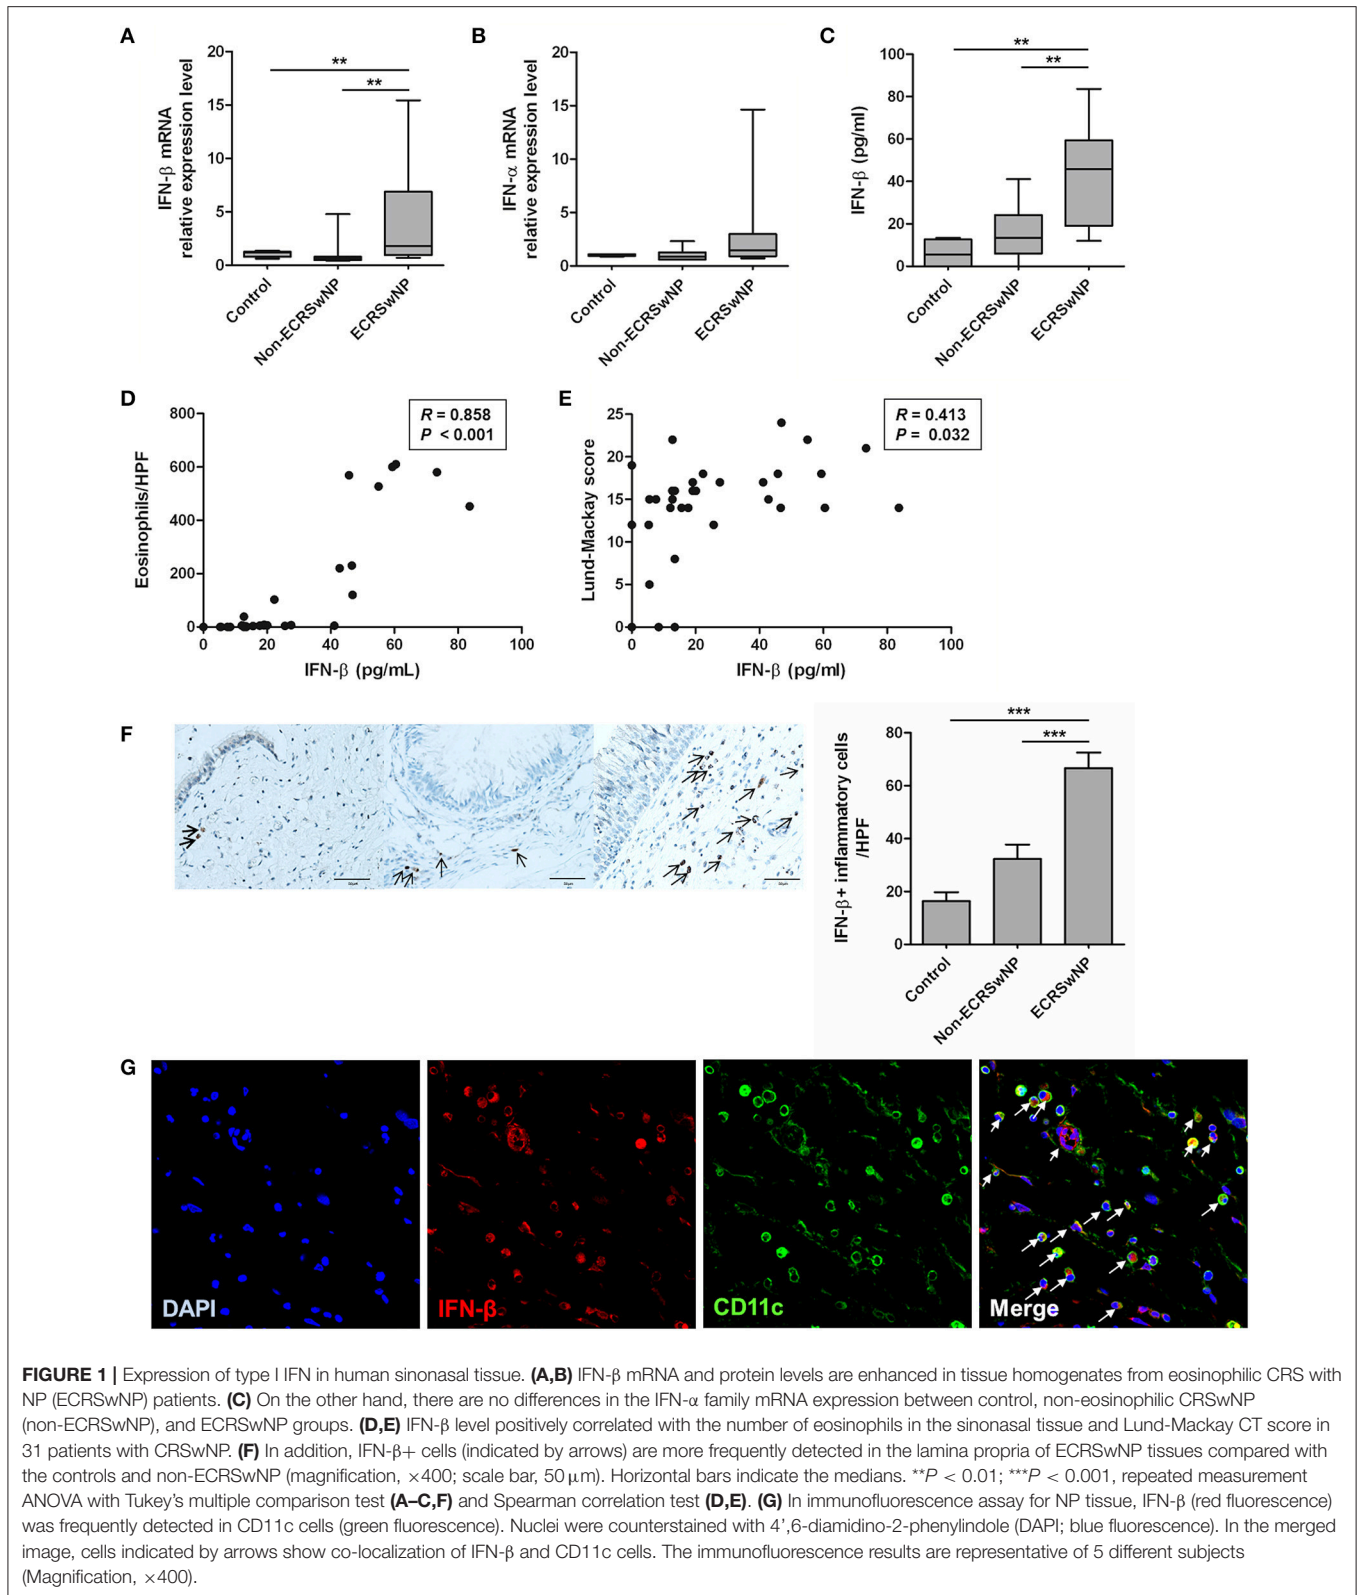 A
B
C
20
15
10
5
0
IFN-β mRNA
relative expression level
**
**
Control
Non-ECRSwNP
ECRSwNP
20
15
10
5
0
IFN-α mRNA
relative expression level
Control
Non-ECRSwNP
ECRSwNP
100
80
60
40
20
0
IFN-β (pg/ml)
**
**
Control
Non-ECRSwNP
ECRSwNP
D
E
800
600
400
200
0
Eosinophils/HPF
R = 0.858
P < 0.001
0 20 40 60 80 100
IFN-β (pg/mL)
25
20
15
10
5
0
Lund-Mackay score
R = 0.413
P = 0.032
0 20 40 60 80 100
IFN-β (pg/ml)
F
80
60
40
20
0
IFN-β+ inflammatory cells
/HPF
***
***
Control
Non-ECRSwNP
ECRSwNP
G
DAPI
IFN-β
CD11c
Merge
FIGURE 1 | Expression of type I IFN in human sinonasal tissue. (A,B) IFN-β mRNA and protein levels are enhanced in tissue homogenates from eosinophilic CRS with
NP (ECRSwNP) patients. (C) On the other hand, there are no differences in the IFN-α family mRNA expression between control, non-eosinophilic CRSwNP
(non-ECRSwNP), and ECRSwNP groups. (D,E) IFN-β level positively correlated with the number of eosinophils in the sinonasal tissue and Lund-Mackay CT score in
31 patients with CRSwNP. (F) In addition, IFN-β+ cells (indicated by arrows) are more frequently detected in the lamina propria of ECRSwNP tissues compared with
the controls and non-ECRSwNP (magnification, ×400; scale bar, 50 μm). Horizontal bars indicate the medians. **P < 0.01; ***P < 0.001, repeated measurement
ANOVA with Tukey's multiple comparison test (A–C,F) and Spearman correlation test (D,E). (G) In immunofluorescence assay for NP tissue, IFN-β (red fluorescence)
was frequently detected in CD11c cells (green fluorescence). Nuclei were counterstained with 4',6-diamidino-2-phenylindole (DAPI; blue fluorescence). In the merged
image, cells indicated by arrows show co-localization of IFN-β and CD11c cells. The immunofluorescence results are representative of 5 different subjects
(Magnification, ×400).